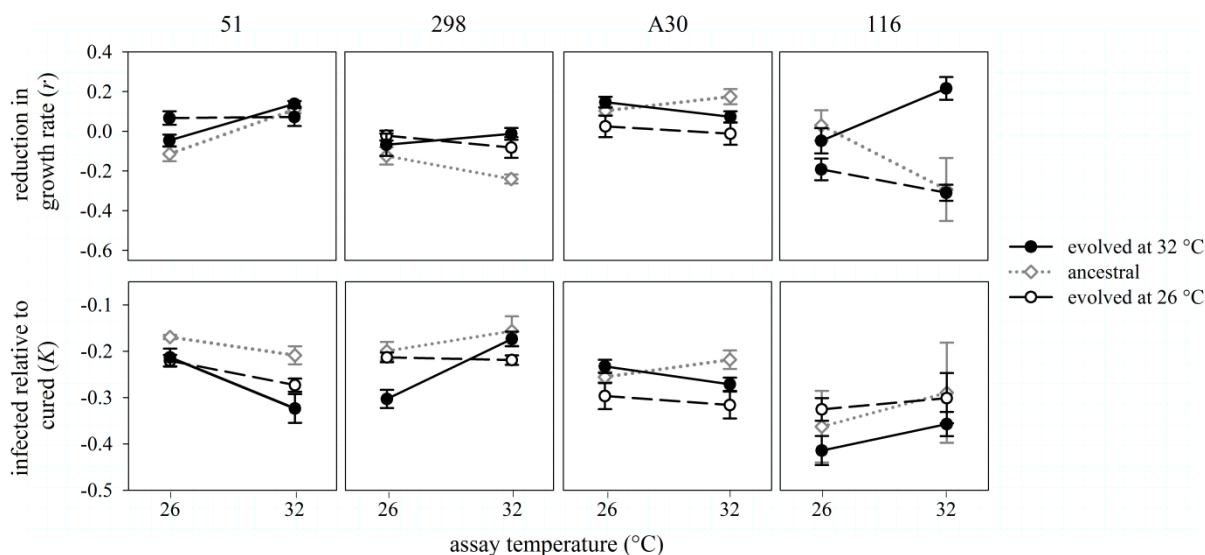 51 298 A30 116
reduction in
growth rate (r)
0.4
0.2
0.0
-0.2
-0.4
-0.6
infected relative to
cured (K)
-0.1
-0.2
-0.3
-0.4
-0.5
26 32 26 32 26 32 26 32
assay temperature (°C)
evolved at 32 °C
ancestral
evolved at 26 °C